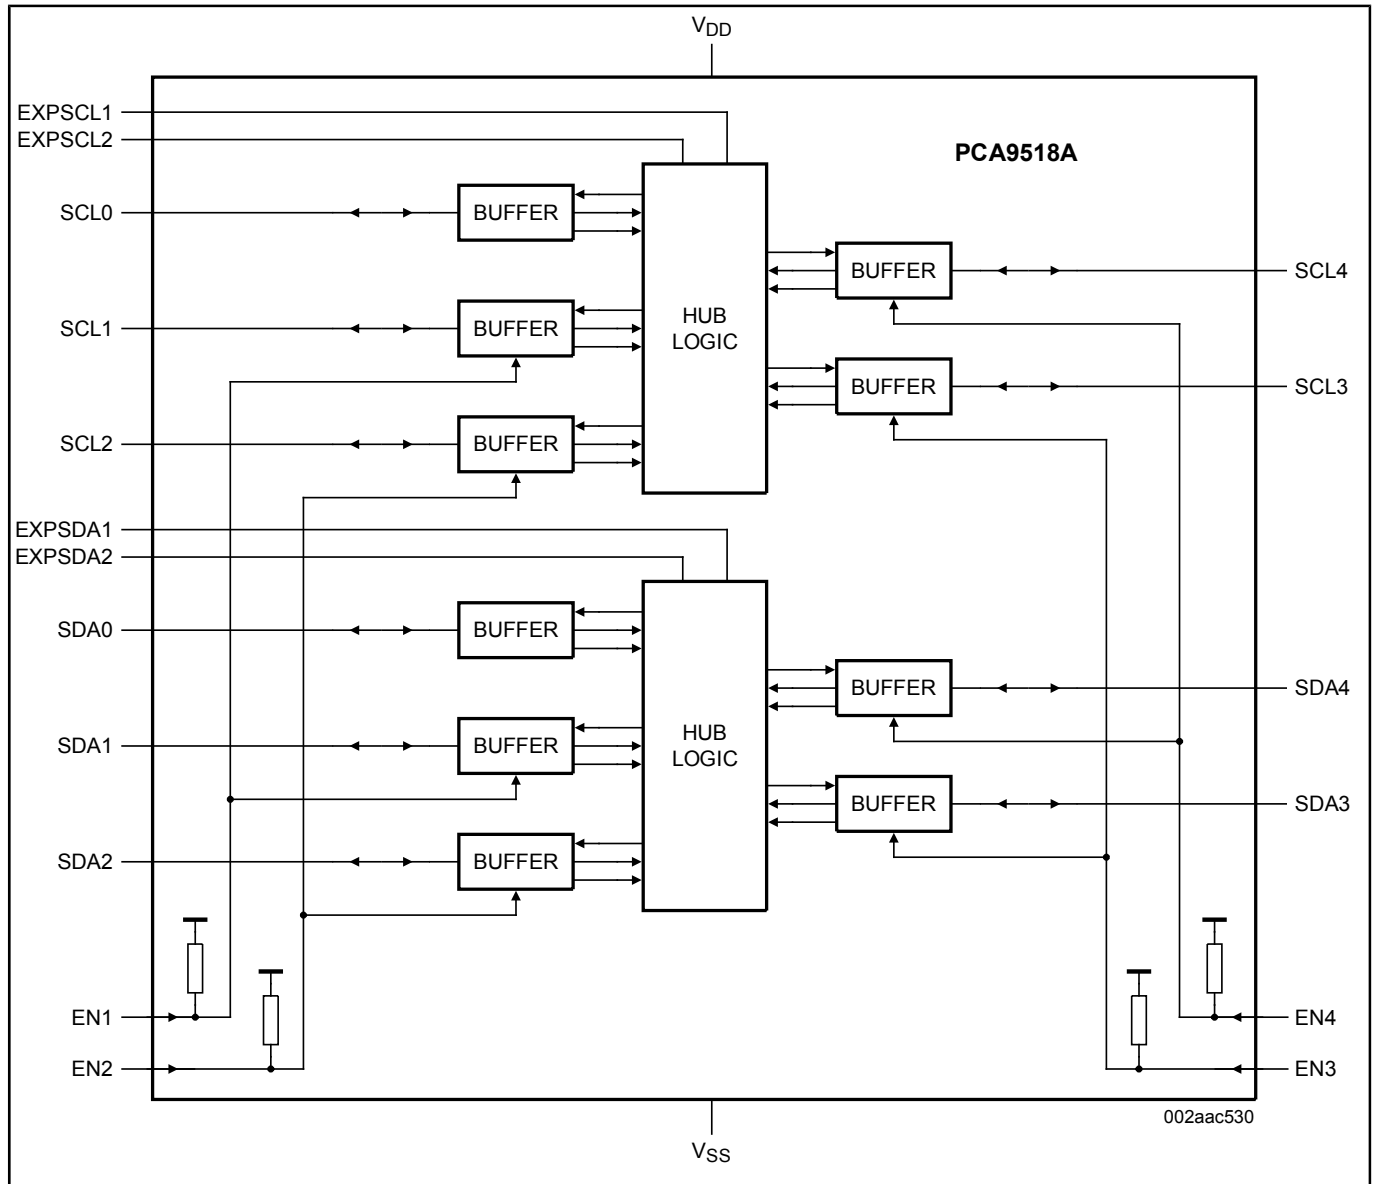 VDD
EXPSCL1
EXPSCL2
PCA9518A
SCL0
BUFFER
SCL1
BUFFER
SCL2
BUFFER
HUB
LOGIC
BUFFER
SCL4
BUFFER
SCL3
EXPSDA1
EXPSDA2
SDA0
BUFFER
SDA1
BUFFER
SDA2
BUFFER
HUB
LOGIC
BUFFER
SDA4
BUFFER
SDA3
EN1
EN2
EN4
EN3
002aac530
VSS